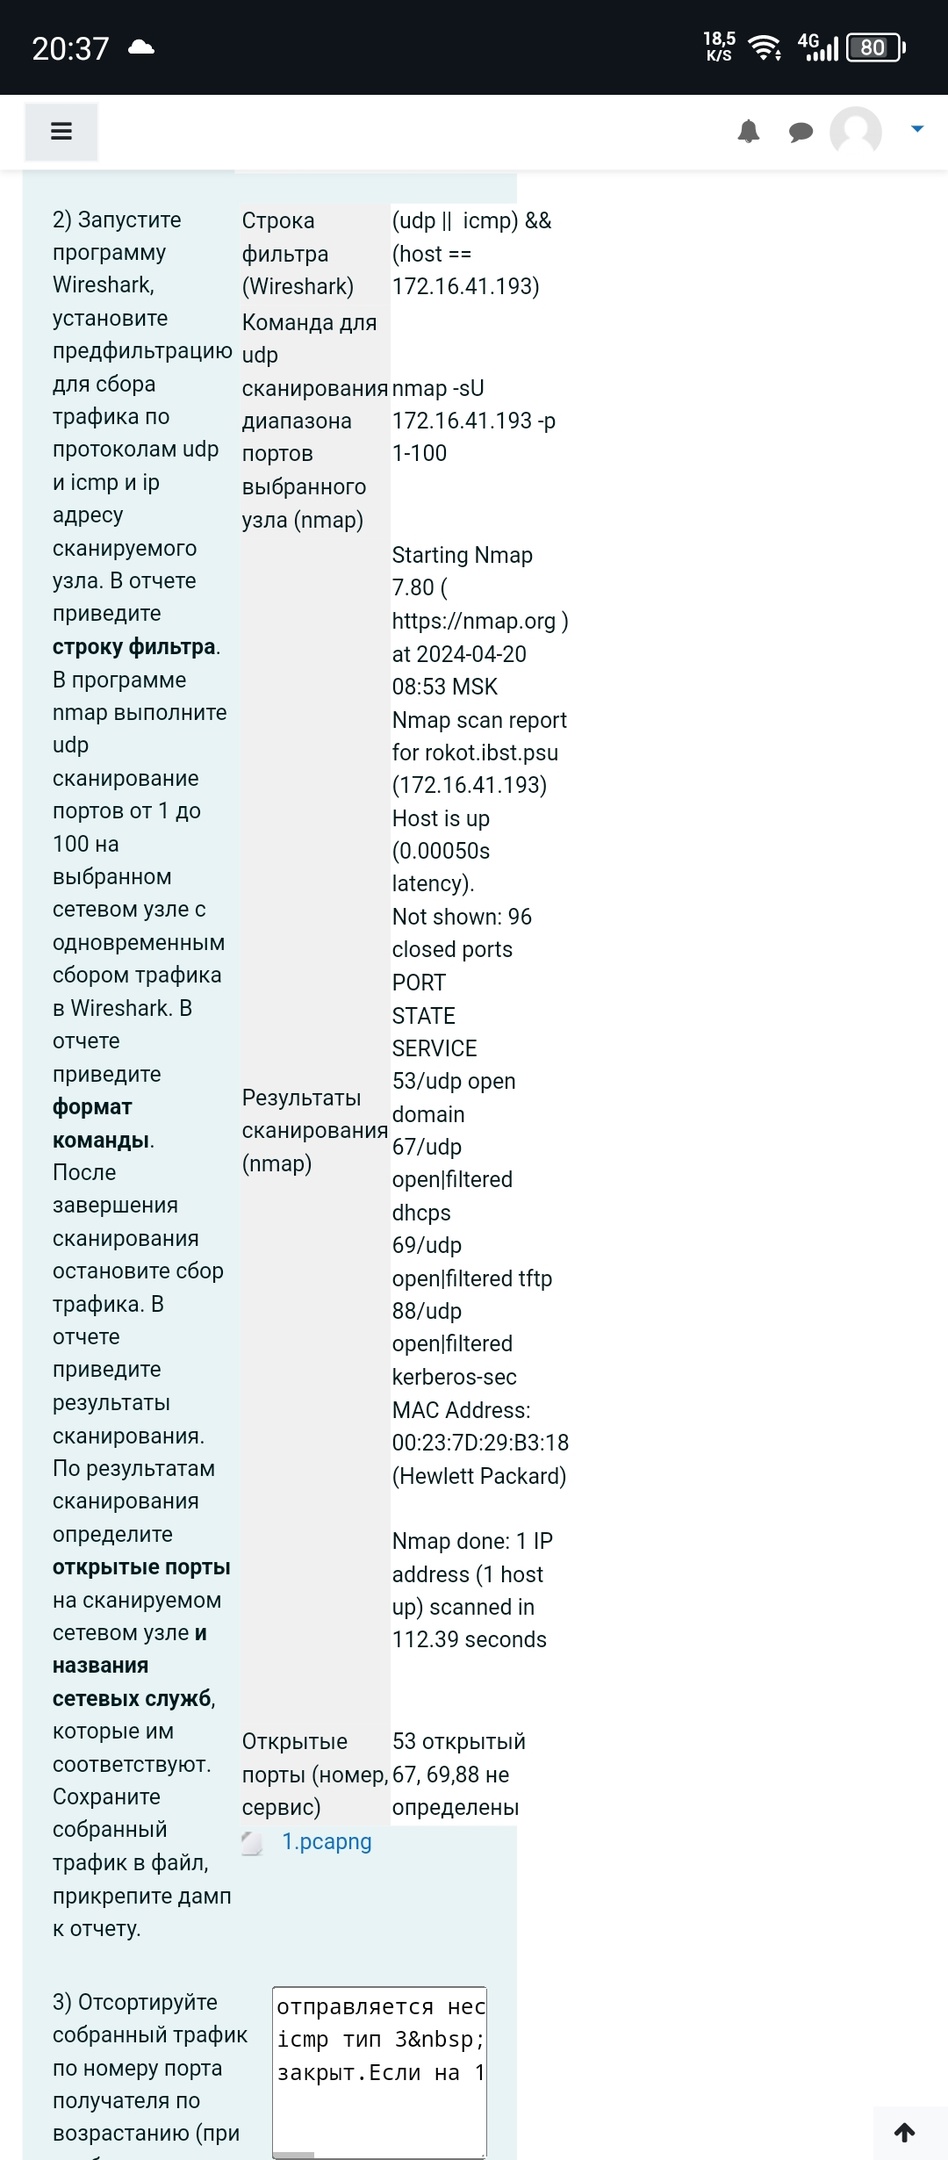 20:37
18,5
K/S
4G
80
2) Запустите
программу
Wireshark,
установите
предфильтрацию
для сбора
трафика по
протоколам udp
и icmp и ip
адресу
сканируемого
узла. В отчете
приведите
строку фильтра.
В программе
nmap выполните
udp
сканирование
портов от 1 до
100 на
выбранном
сетевом узле с
одновременным
сбором трафика
в Wireshark. В
отчете
приведите
формат
команды.
После
завершения
сканирования
остановите сбор
трафика. В
отчете
приведите
результаты
сканирования.
По результатам
сканирования
определите
открытые порты
на сканируемом
сетевом узле и
названия
сетевых служб,
которые им
соответствуют.
Сохраните
собранный
трафик в файл,
прикрепите дамп
к отчету.
Строка
фильтра
(Wireshark)
(udp || icmp) &&
(host ==
172.16.41.193)
Команда для
udp
сканирования
диапазона
портов
выбранного
узла (nmap)
nmap -sU
172.16.41.193 -p
1-100
Результаты
сканирования
(nmap)
Starting Nmap
7.80 (
https://nmap.org )
at 2024-04-20
08:53 MSK
Nmap scan report
for rokot.ibst.psu
(172.16.41.193)
Host is up
(0.00050s
latency).
Not shown: 96
closed ports
PORT
STATE
SERVICE
53/udp open
domain
67/udp
open|filtered
dhcps
69/udp
open|filtered tftp
88/udp
open|filtered
kerberos-sec
MAC Address:
00:23:7D:29:B3:18
(Hewlett Packard)
Nmap done: 1 IP
address (1 host
up) scanned in
112.39 seconds
Открытые
порты (номер,
сервис)
53 открытый
67, 69,88 не
определены
1.pcapng
3) Отсортируйте
собранный трафик
по номеру порта
получателя по
возрастанию (при
отправляется нес
icmp тип 3&nbsp;
закрыт.Если на 1